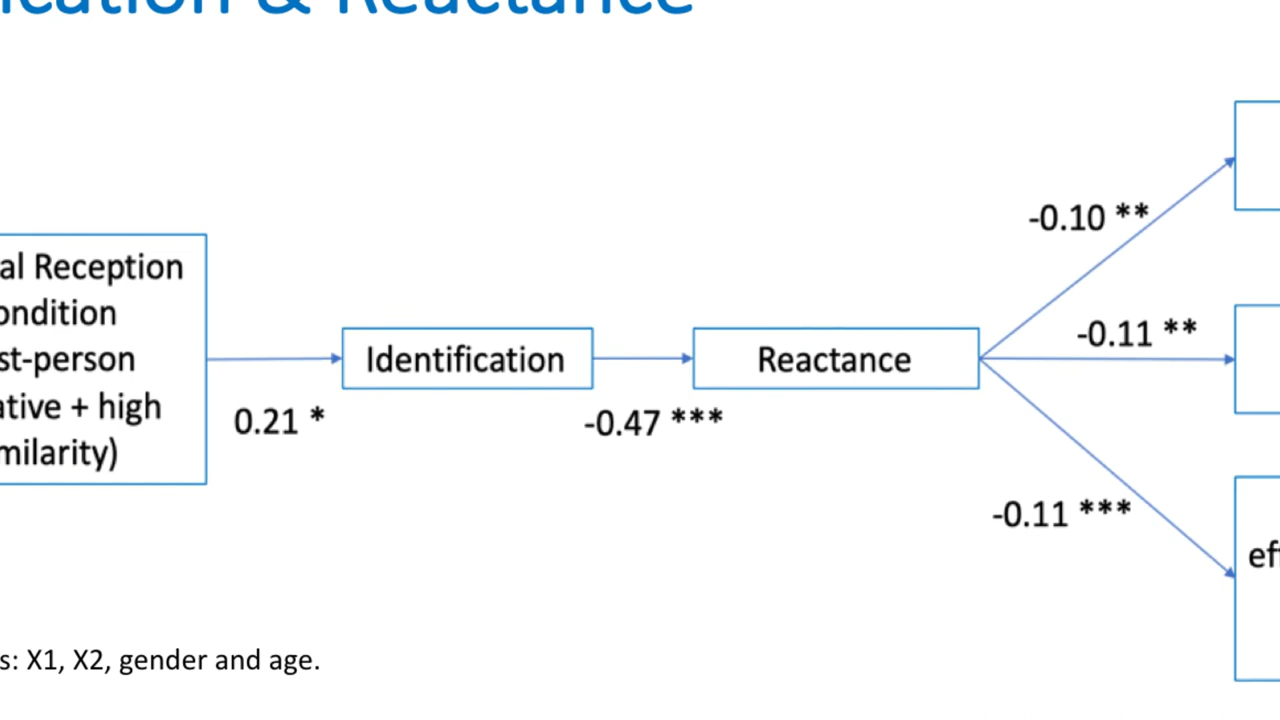 ication & Reactance
-0.10 **
al Reception
ondition
st-person
ative + high
milarity)
-0.11 **
Identification
Reactance
0.21 *
-0.47 ***
-0.11 ***
eff
s: X1, X2, gender and age.